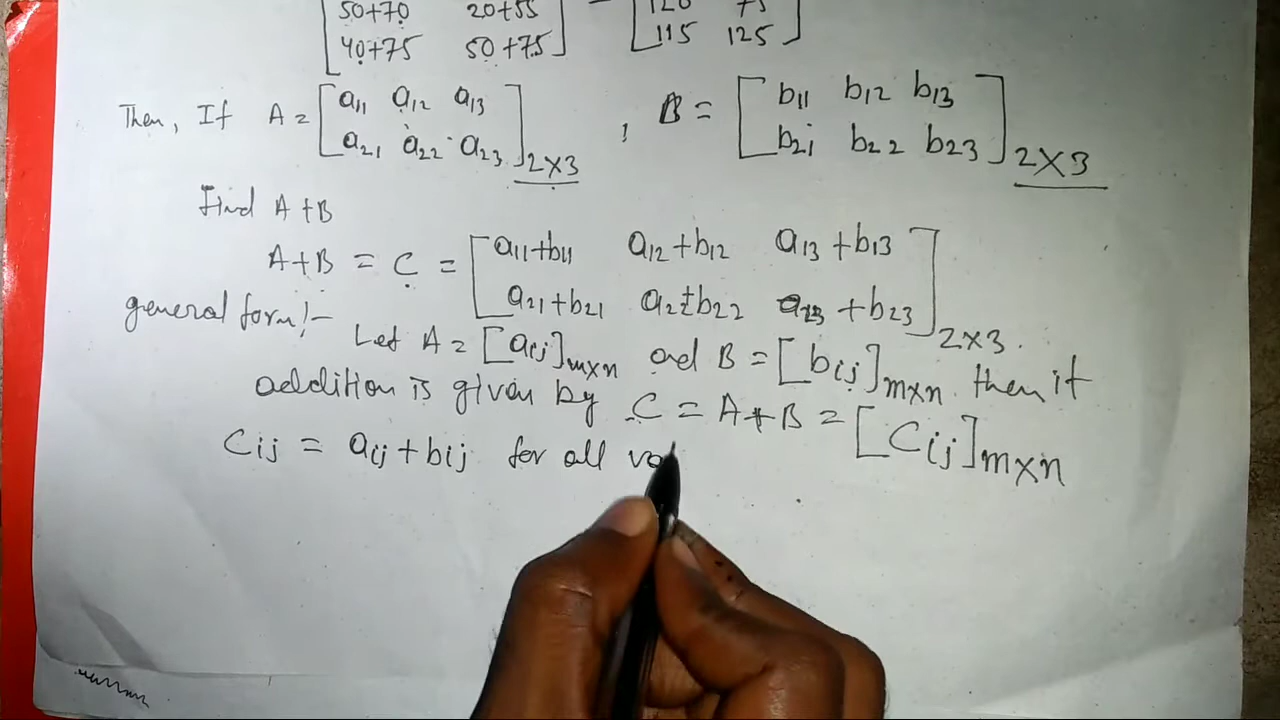 50+70 20+55 120 75
40+75 50+75 = 115 125
Then, If A = [a11 a12 a13 , B = [b11 b12 b13
a21 a22 a23]2×3 b21 b22 b23]2×3
Find A+B
A+B = C = [a11+b11 a12+b12 a13+b13
a21+b21 a22+b22 a23+b23]2×3.
general form:-
Let A = [aij]m×n ad B = [bij]m×n then it
addition is given by C = A+B = [Cij]m×n
Cij = aij+bij for all va